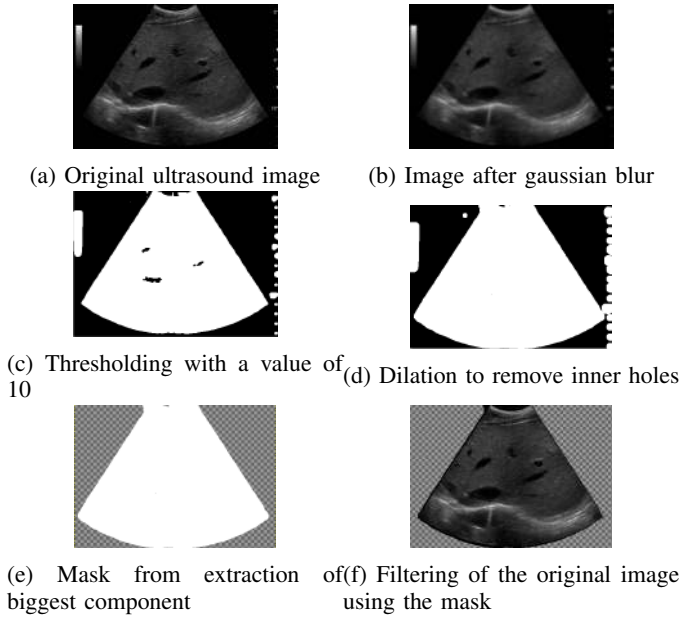 (a) Original ultrasound image
(b) Image after gaussian blur
(c) Thresholding with a value of
10
(d) Dilation to remove inner holes
(e) Mask from extraction of
biggest component
(f) Filtering of the original image
using the mask